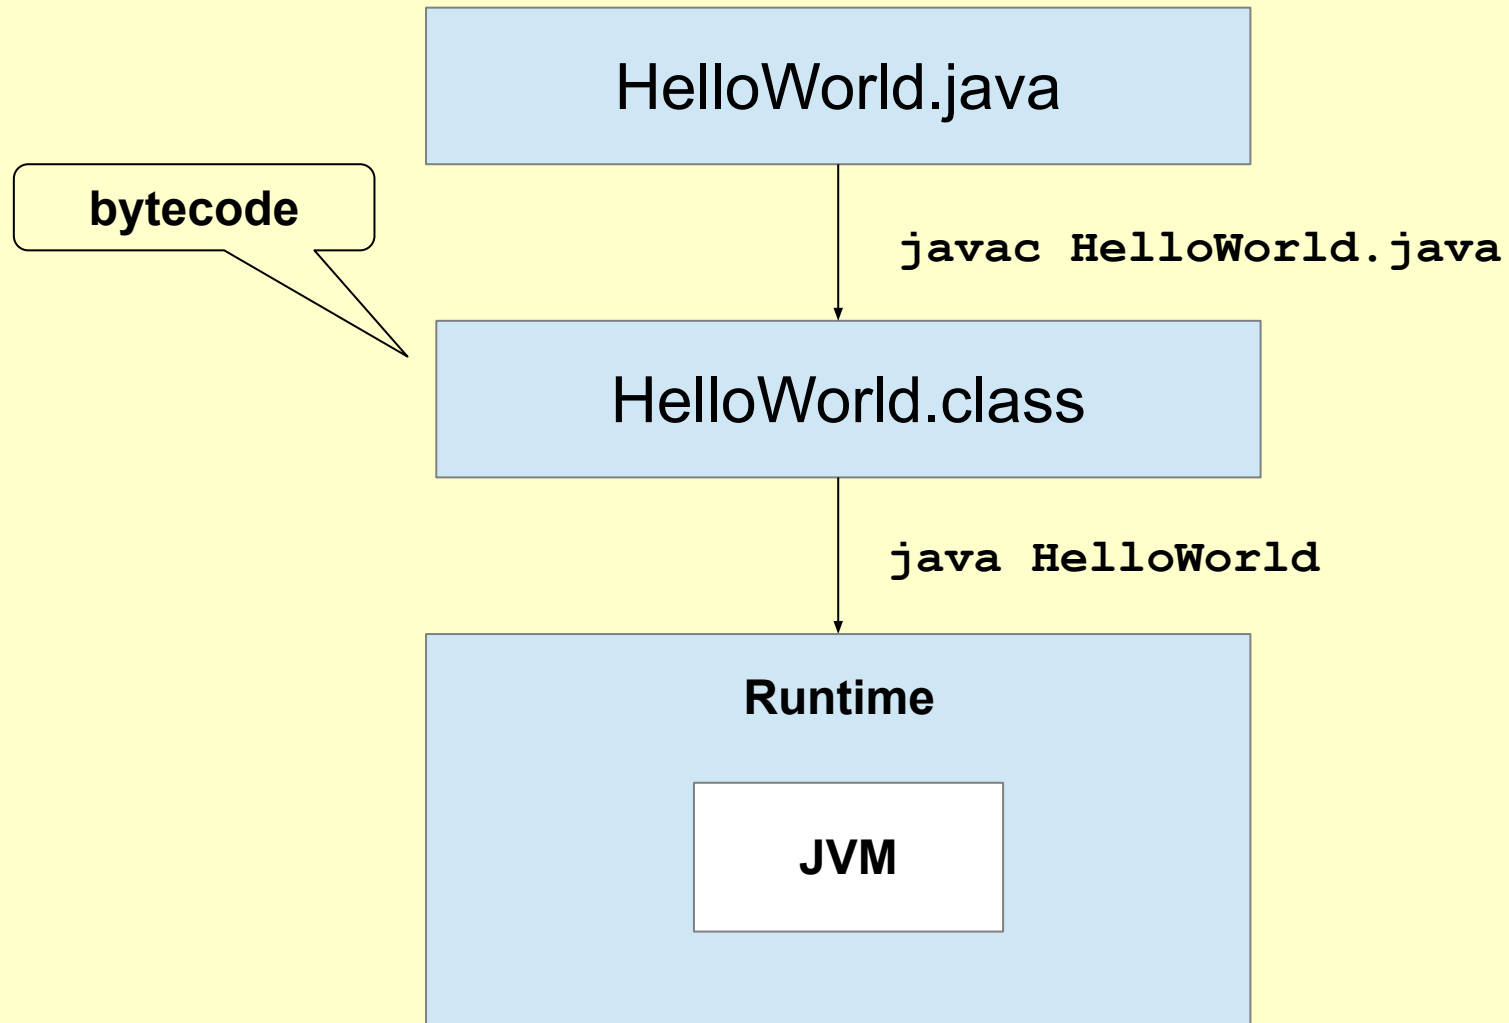 HelloWorld.java
bytecode
javac HelloWorld.java
HelloWorld.class
java HelloWorld
Runtime
JVM